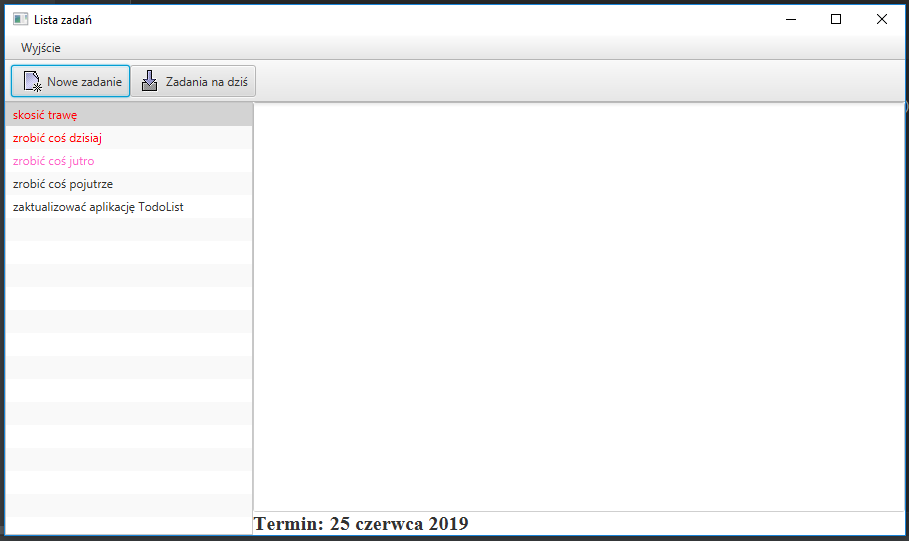 Lista zadań
Wyjście
Nowe zadanie
Zadania na dziś
skosić trawę
zrobić coś dzisiaj
zrobić coś jutro
zrobić coś pojutrze
zaktualizować aplikację TodoList
Termin: 25 czerwca 2019